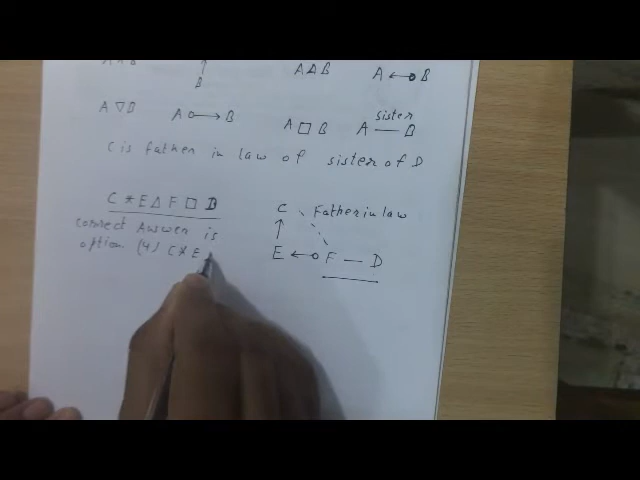 B
A △ B
A ←o B
A ▽ B
A o→ B
A □ B
sister
A — B
C is father in law of sister of D
C * E △ F □ D
C
Father in law
E ←o F — D
correct Answer is
option (4) C * E